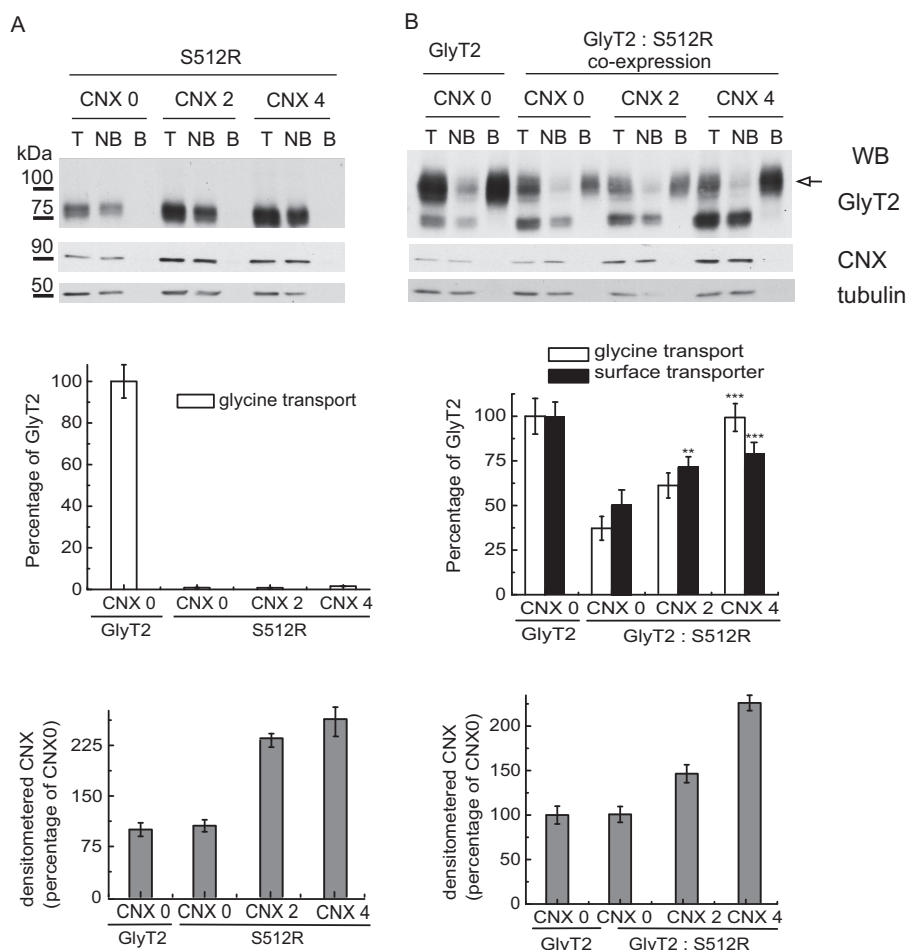 A
S512R
CNX 0 CNX 2 CNX 4
T NB B T NB B T NB B
kDa
100
75
90
50
B
GlyT2
GlyT2 : S512R
co-expression
CNX 0 CNX 0 CNX 2 CNX 4
T NB B T NB B T NB B T NB B
WB
GlyT2
CNX
tubulin
Percentage of GlyT2
100
80
60
40
20
0
glycine transport
CNX 0 CNX 0 CNX 2 CNX 4
GlyT2 S512R
glycine transport
surface transporter
Percentage of GlyT2
100
75
50
25
0
** *** ***
CNX 0 CNX 0 CNX 2 CNX 4
GlyT2 GlyT2 : S512R
densitometered CNX
(percentage of CNX0)
225
150
75
0
CNX 0 CNX 0 CNX 2 CNX 4
GlyT2 S512R
densitometered CNX
(percentage of CNX0)
200
150
100
50
0
CNX 0 CNX 0 CNX 2 CNX 4
GlyT2 GlyT2 : S512R